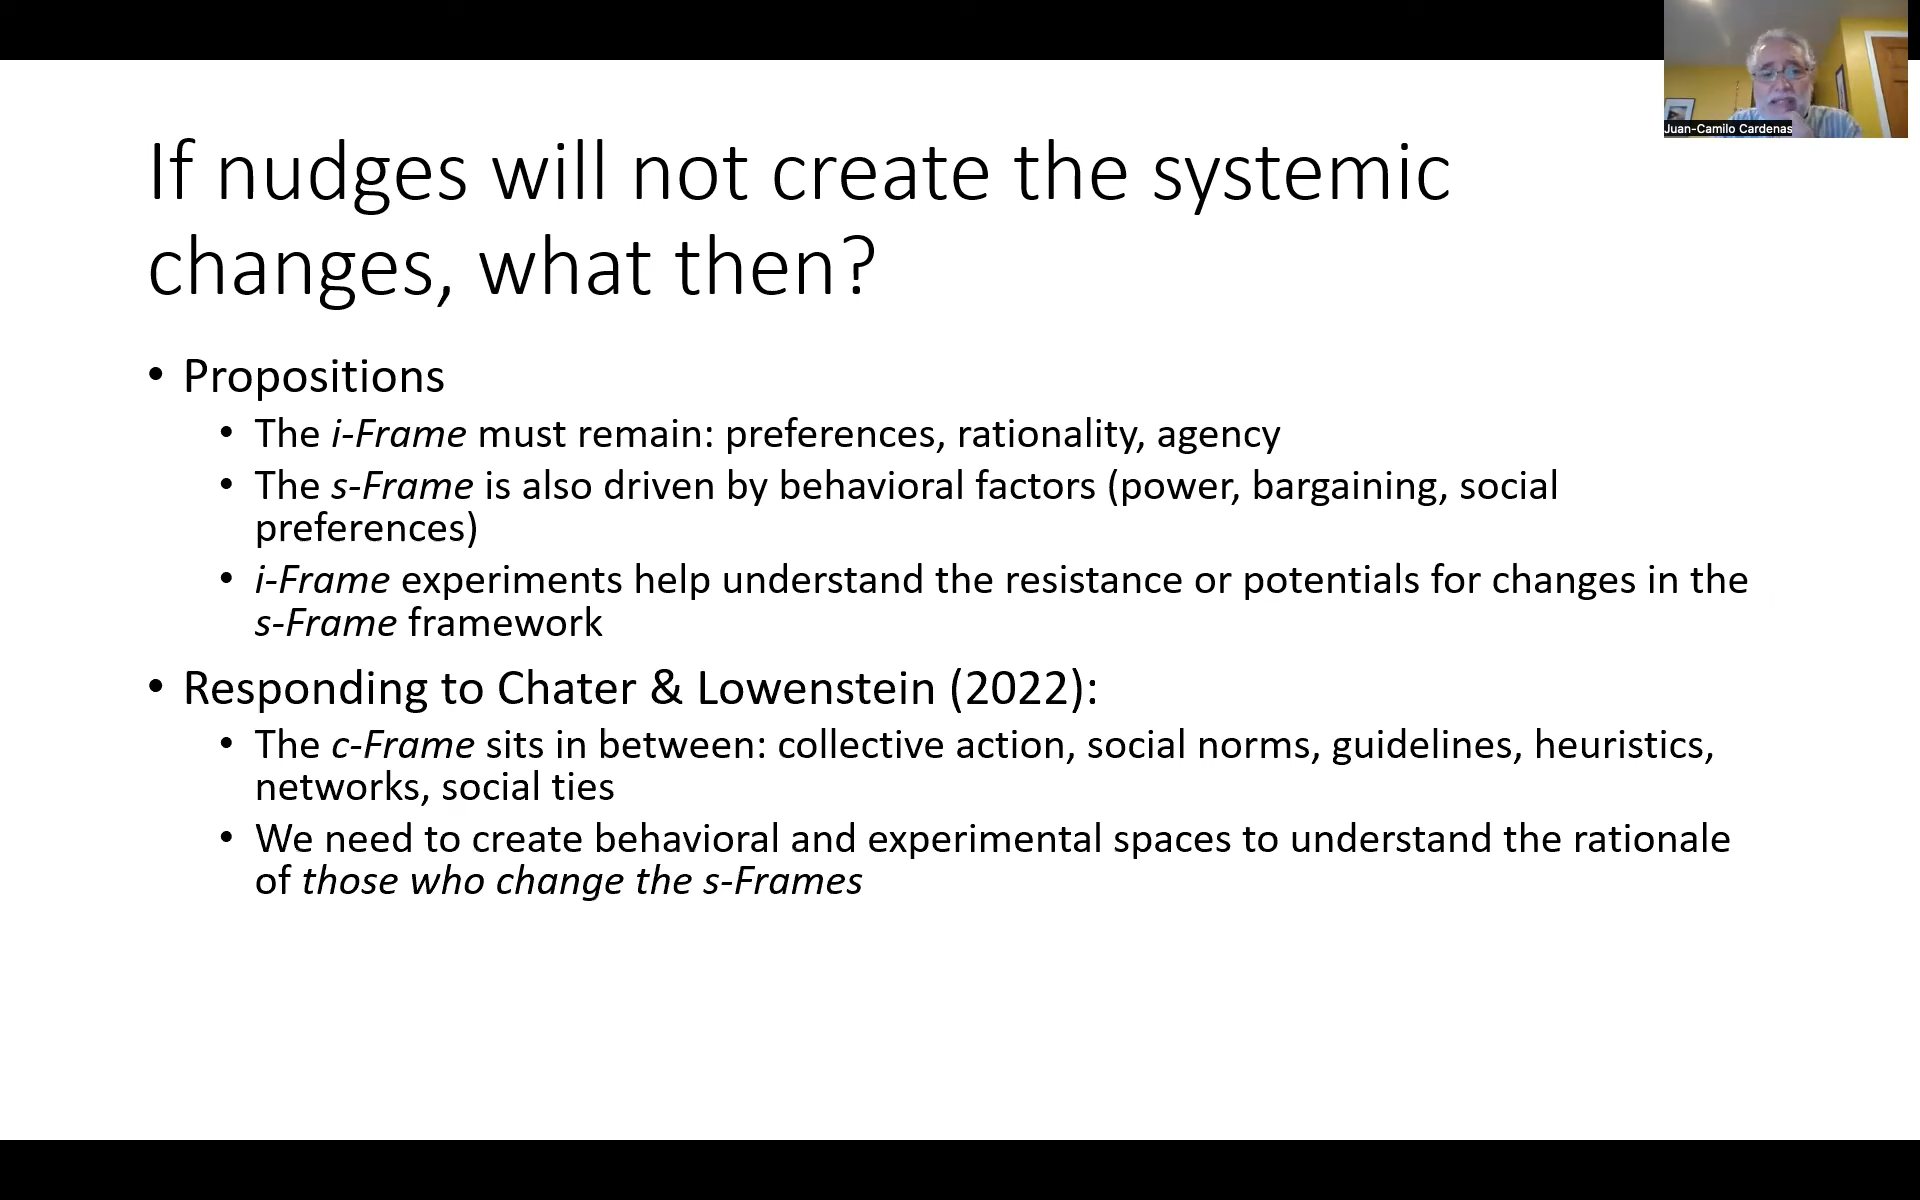 Juan-Camilo Cardenas
If nudges will not create the systemic
changes, what then?
• Propositions
• The i-Frame must remain: preferences, rationality, agency
• The s-Frame is also driven by behavioral factors (power, bargaining, social
preferences)
• i-Frame experiments help understand the resistance or potentials for changes in the
s-Frame framework
• Responding to Chater & Lowenstein (2022):
• The c-Frame sits in between: collective action, social norms, guidelines, heuristics,
networks, social ties
• We need to create behavioral and experimental spaces to understand the rationale
of those who change the s-Frames